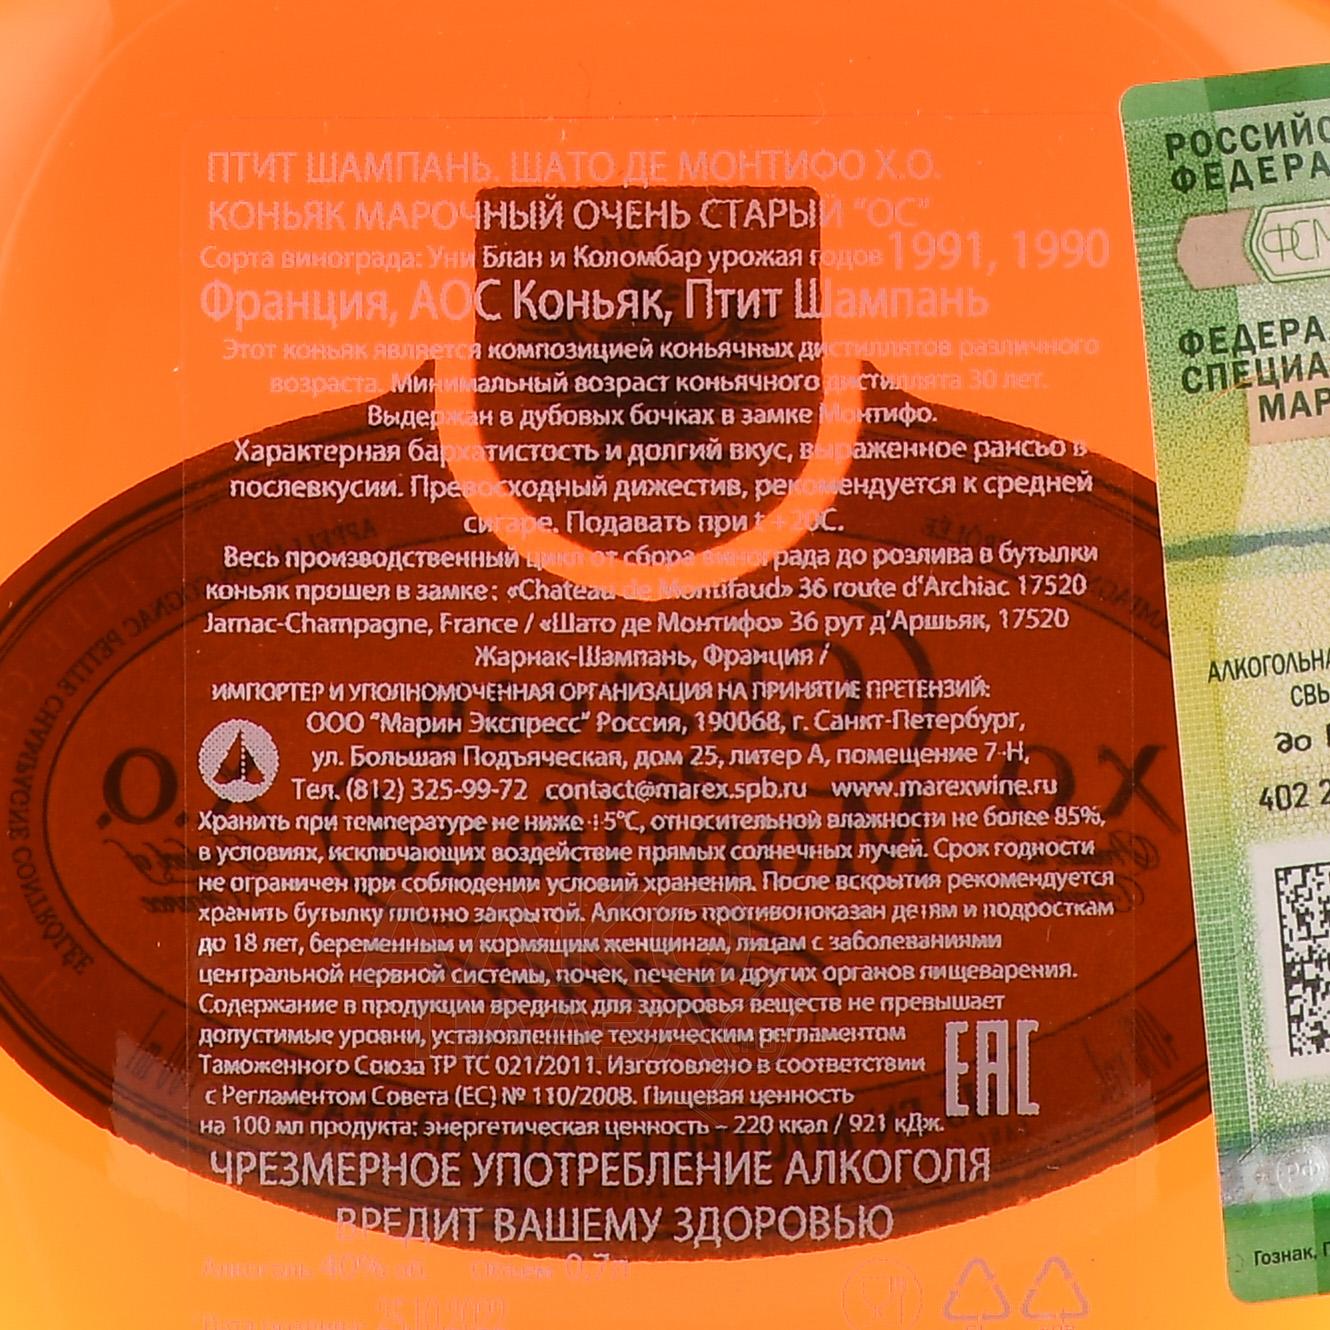 ПТИТ ШАМПАНЬ. ШАТО ДЕ МОНТИФО Х.О.
КОНЬЯК МАРОЧНЫЙ ОЧЕНЬ СТАРЫЙ "ОС"
Сорта винограда: Уни Блан и Коломбар урожая годов 1991, 1990
Франция, АОС Коньяк, Птит Шампань
Этот коньяк является композицией коньячных дистиллятов различного
возраста. Минимальный возраст коньячного дистиллята 30 лет.
Выдержан в дубовых бочках в замке Монтифо.
Характерная бархатистость и долгий вкус, выраженное рансьо в
послевкусии. Превосходный дижестив, рекомендуется к средней
сигаре. Подавать при t +20С.
Весь производственный цикл от сбора винограда до розлива в бутылки
коньяк прошел в замке: «Chateau de Montifaud» 36 route d'Archiac 17520
Jarnac-Champagne, France / «Шато де Монтифо» 36 рут д'Аршьяк, 17520
Жарнак-Шампань, Франция /
ИМПОРТЕР И УПОЛНОМОЧЕННАЯ ОРГАНИЗАЦИЯ НА ПРИНЯТИЕ ПРЕТЕНЗИЙ:
ООО "Марин Экспресс" Россия, 190068, г. Санкт-Петербург,
ул. Большая Подъяческая, дом 25, литер А, помещение 7-Н,
Тел. (812) 325-99-72 contact@marex.spb.ru www.marexwine.ru
Хранить при температуре не ниже +5°С, относительной влажности не более 85%,
в условиях, исключающих воздействие прямых солнечных лучей. Срок годности
не ограничен при соблюдении условий хранения. После вскрытия рекомендуется
хранить бутылку плотно закрытой. Алкоголь противопоказан детям и подросткам
до 18 лет, беременным и кормящим женщинам, лицам с заболеваниями
центральной нервной системы, почек, печени и других органов пищеварения.
Содержание в продукции вредных для здоровья веществ не превышает
допустимые уровни, установленные техническим регламентом
Таможенного Союза ТР ТС 021/2011. Изготовлено в соответствии
с Регламентом Совета (ЕС) № 110/2008. Пищевая ценность
на 100 мл продукта: энергетическая ценность – 220 ккал / 921 кДж.
ЕАС
ЧРЕЗМЕРНОЕ УПОТРЕБЛЕНИЕ АЛКОГОЛЯ
ВРЕДИТ ВАШЕМУ ЗДОРОВЬЮ
Алкоголь 40% об. Объем 0,7л
25.10.2022
РОССИЙС
ФЕДЕРА
ФСМ
ФЕДЕРА
СПЕЦИА
МАР
АЛКОГОЛЬНА
СВЫ
до
402 2
Гознак,